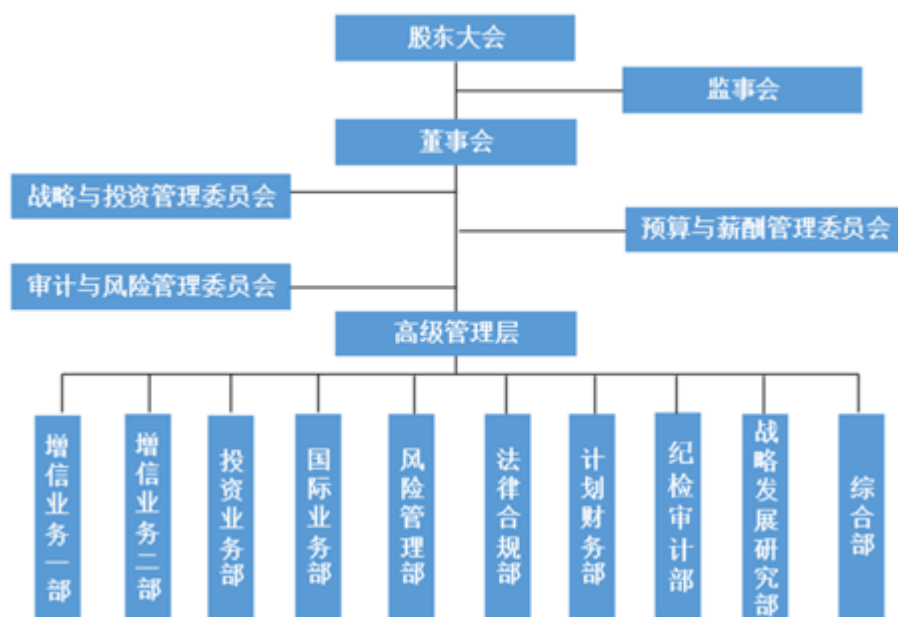 股东大会
监事会
董事会
战略与投资管理委员会
预算与薪酬管理委员会
审计与风险管理委员会
高级管理层
增信业务一部
增信业务二部
投资业务部
国际业务部
风险管理部
法律合规部
计划财务部
纪检审计部
战略发展研究部
综合部